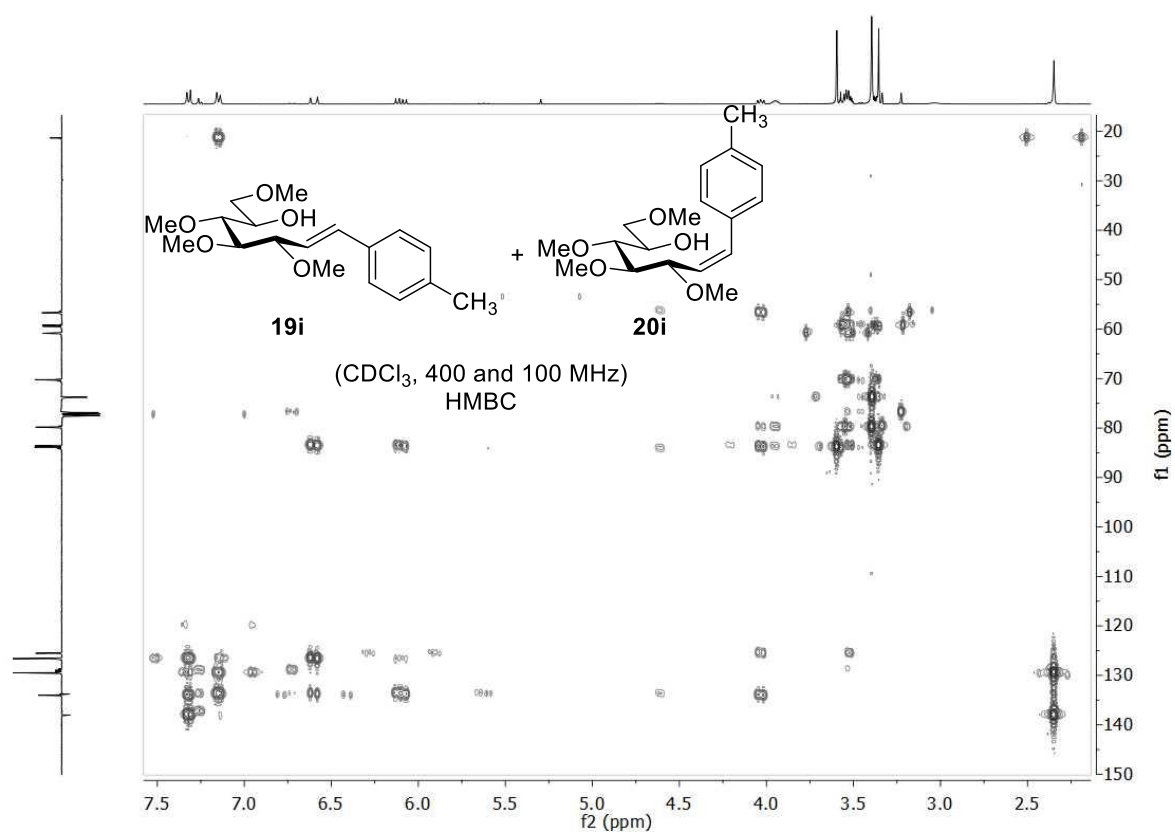 CH3
OMe
OH
MeO
MeO
OMe
CH3
19i
+
OMe
OH
MeO
MeO
OMe
20i
(CDCl3, 400 and 100 MHz)
HMBC
20
30
40
50
60
70
80
90
100
110
120
130
140
150
f1 (ppm)
7.5 7.0 6.5 6.0 5.5 5.0 4.5 4.0 3.5 3.0 2.5
f2 (ppm)